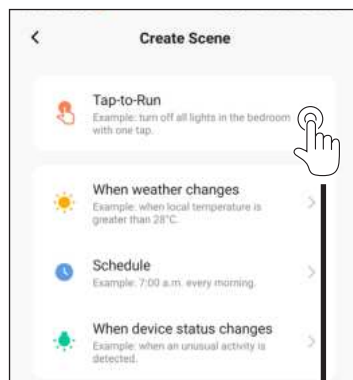 Create Scene
Tap-to-Run
Example: turn off all lights in the bedroom
with one tap.
When weather changes
Example: when local temperature is
greater than 28°C.
Schedule
Example: 7:00 a.m. every morning.
When device status changes
Example: when an unusual activity is
detected.